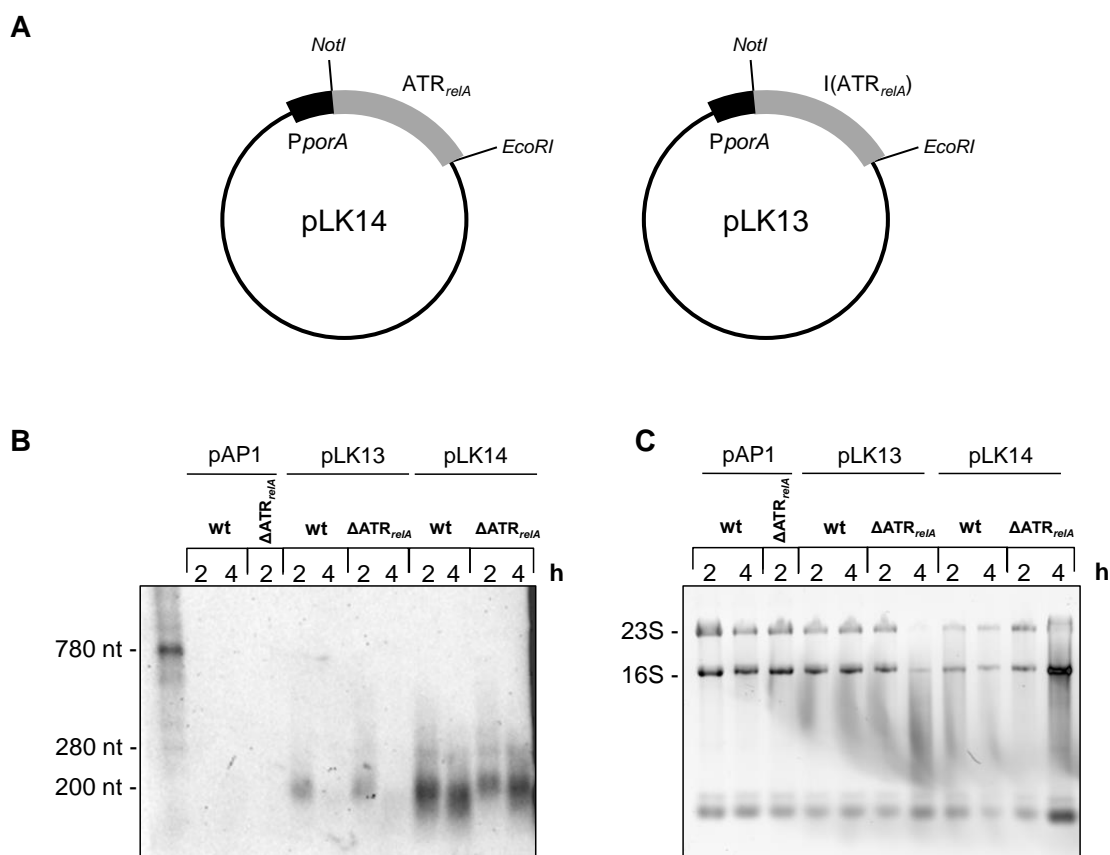 A
NotI
ATRrelA
EcoRI
PporA
pLK14
NotI
I(ATRrelA)
EcoRI
PporA
pLK13
B
pAP1 pLK13 pLK14
wt ΔATRrelA wt ΔATRrelA wt ΔATRrelA
2 4 2 2 4 2 4 2 4 2 4 h
780 nt -
280 nt -
200 nt -
C
pAP1 pLK13 pLK14
wt ΔATRrelA wt ΔATRrelA wt ΔATRrelA
2 4 2 2 4 2 4 2 4 2 4 h
23S -
16S -